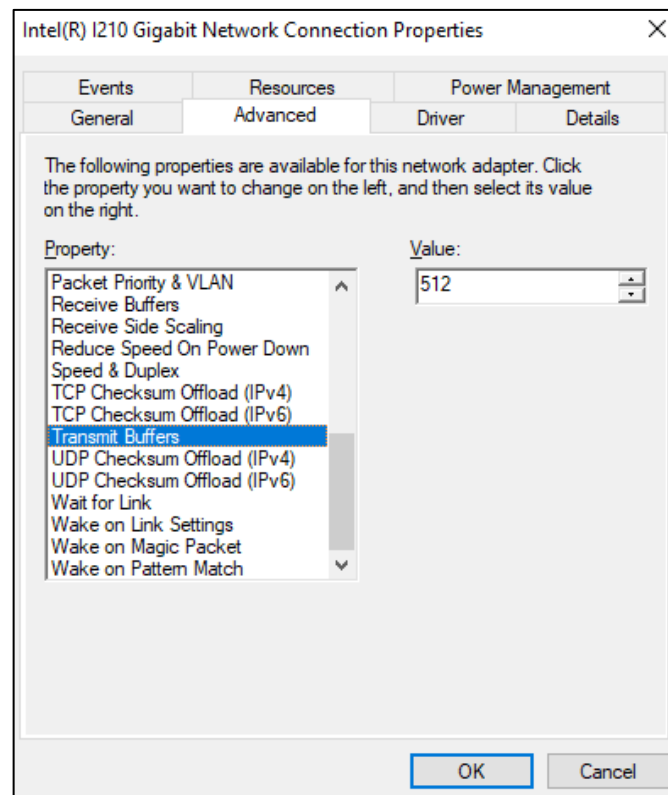 Intel(R) I210 Gigabit Network Connection Properties
Events Resources Power Management
General Advanced Driver Details
The following properties are available for this network adapter. Click
the property you want to change on the left, and then select its value
on the right.
Property: Value:
Packet Priority & VLAN 512
Receive Buffers
Receive Side Scaling
Reduce Speed On Power Down
Speed & Duplex
TCP Checksum Offload (IPv4)
TCP Checksum Offload (IPv6)
Transmit Buffers
UDP Checksum Offload (IPv4)
UDP Checksum Offload (IPv6)
Wait for Link
Wake on Link Settings
Wake on Magic Packet
Wake on Pattern Match
OK Cancel